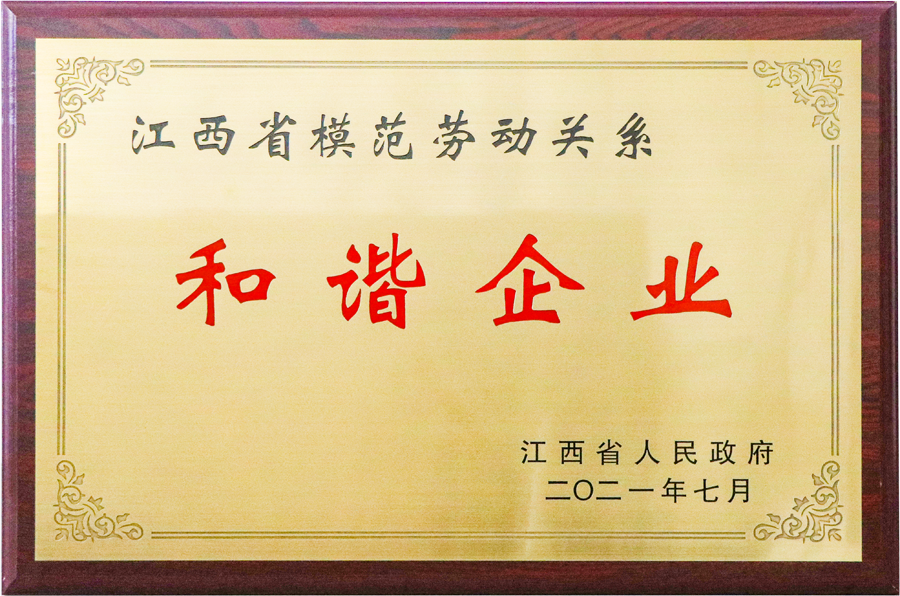 江西省模范劳动关系
和谐企业
江西省人民政府
二〇二一年七月